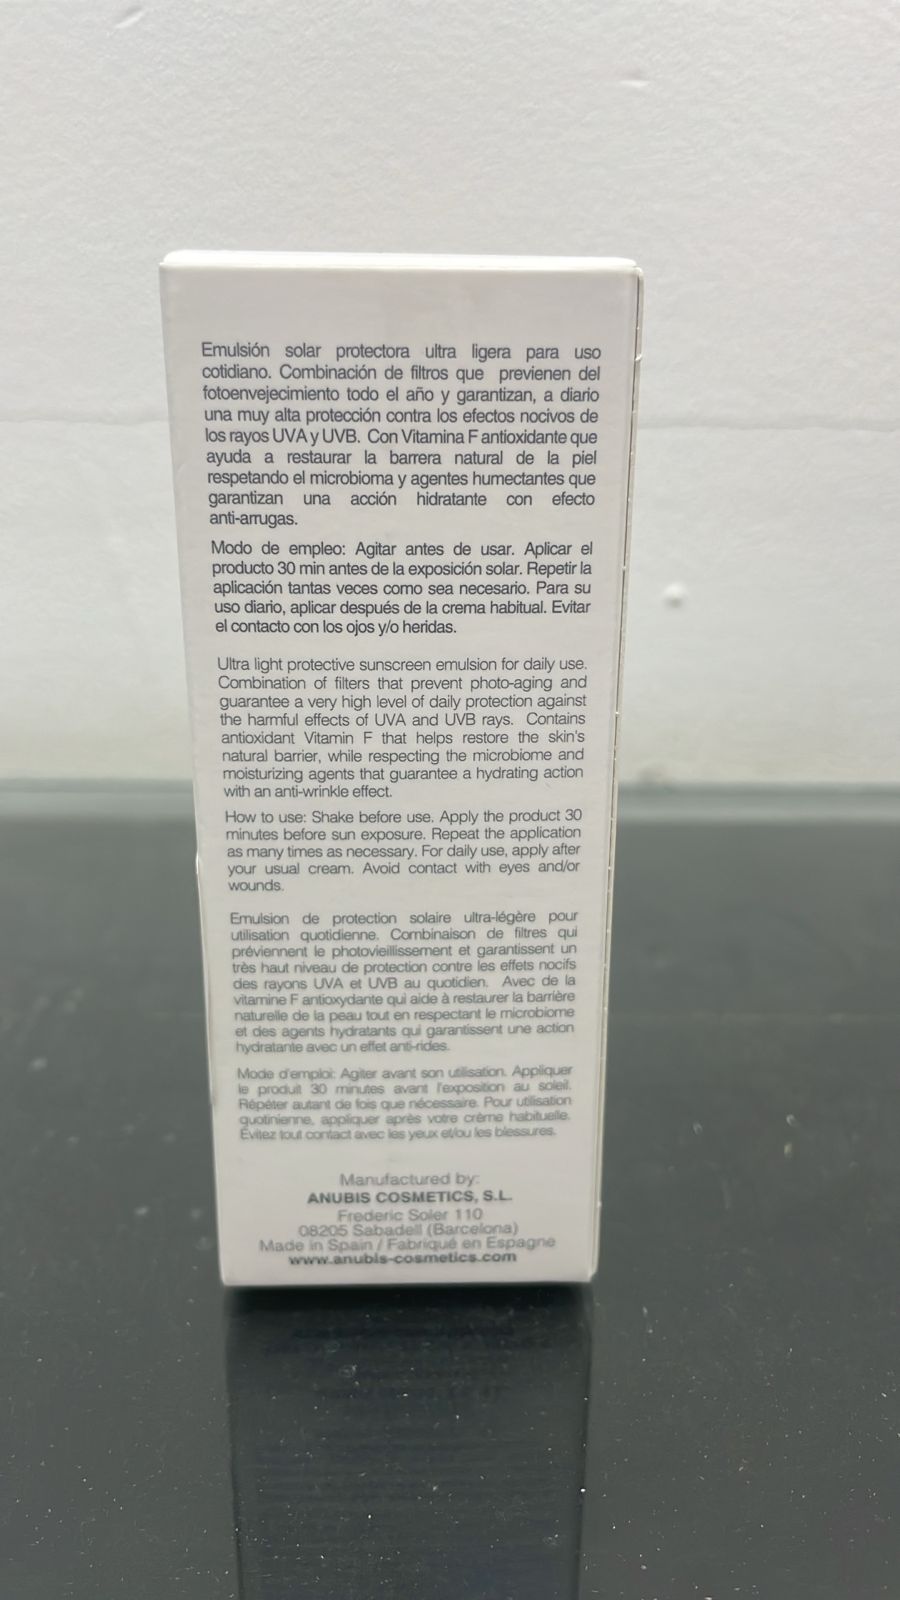 Emulsión solar protectora ultra ligera para uso
cotidiano. Combinación de filtros que previenen del
fotoenvejecimiento todo el año y garantizan, a diario
una muy alta protección contra los efectos nocivos de
los rayos UVA y UVB. Con Vitamina F antioxidante que
ayuda a restaurar la barrera natural de la piel
respetando el microbioma y agentes humectantes que
garantizan una acción hidratante con efecto
anti-arrugas.
Modo de empleo: Agitar antes de usar. Aplicar el
producto 30 min antes de la exposición solar. Repetir la
aplicación tantas veces como sea necesario. Para su
uso diario, aplicar después de la crema habitual. Evitar
el contacto con los ojos y/o heridas.
Ultra light protective sunscreen emulsion for daily use.
Combination of filters that prevent photo-aging and
guarantee a very high level of daily protection against
the harmful effects of UVA and UVB rays. Contains
antioxidant Vitamin F that helps restore the skin's
natural barrier, while respecting the microbiome and
moisturizing agents that guarantee a hydrating action
with an anti-wrinkle effect.
How to use: Shake before use. Apply the product 30
minutes before sun exposure. Repeat the application
as many times as necessary. For daily use, apply after
your usual cream. Avoid contact with eyes and/or
wounds.
Emulsion de protection solaire ultra-légère pour
utilisation quotidienne. Combinaison de filtres qui
préviennent le photovieillissement et garantissent un
très haut niveau de protection contre les effets nocifs
des rayons UVA et UVB au quotidien. Avec de la
vitamine F antioxydante qui aide à restaurer la barrière
naturelle de la peau tout en respectant le microbiome
et des agents hydratants qui garantissent une action
hydratante avec un effet anti-rides.
Mode d'emploi: Agiter avant son utilisation. Appliquer
le produit 30 minutes avant l'exposition au soleil.
Répéter autant de fois que nécessaire. Pour utilisation
quotinienne, appliquer après votre crème habituelle.
Évitez tout contact avec les yeux et/ou les blessures.
Manufactured by:
ANUBIS COSMETICS, S.L.
Frederic Soler 110
08205 Sabadell (Barcelona)
Made in Spain / Fabriqué en Espagne
www.anubis-cosmetics.com